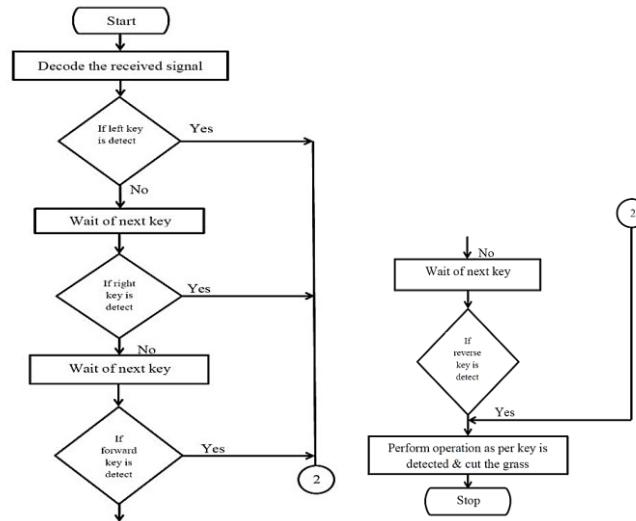 Start
Decode the received signal
If left key
is detect
Yes
No
Wait of next key
If right
key is
detect
Yes
No
Wait of next key
If
forward
key is
detect
Yes
2
2
No
Wait of next key
If
reverse
key is
detect
Yes
Perform operation as per key is
detected & cut the grass
Stop